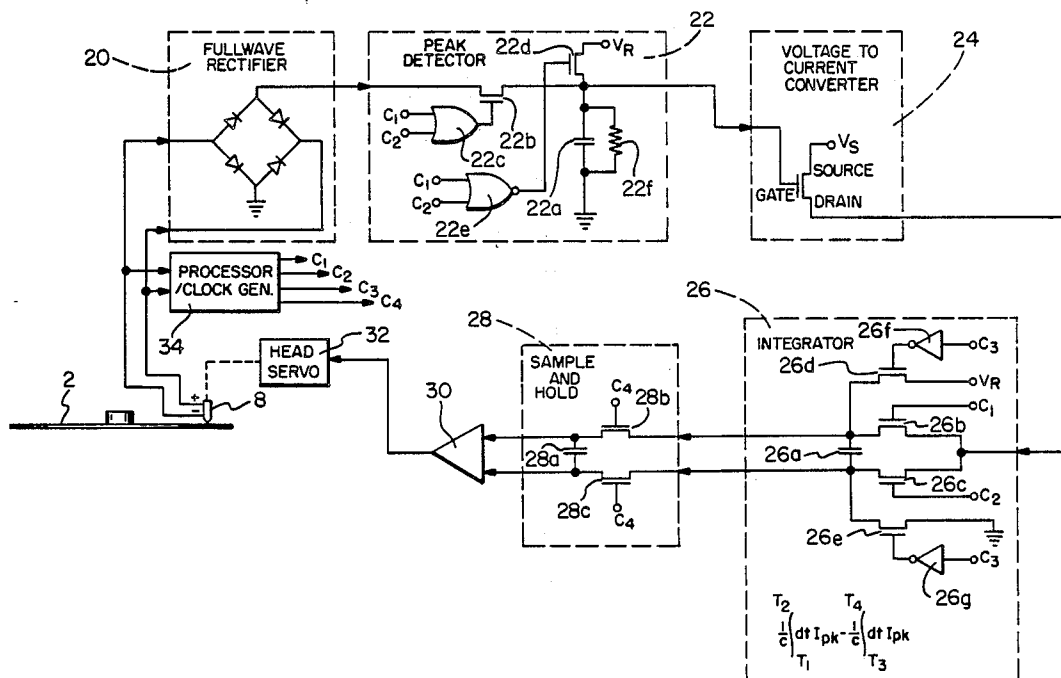 20
FULLWAVE
RECTIFIER
PEAK
DETECTOR
22d
VR
22
VOLTAGE TO
CURRENT
CONVERTER
24
C1
C2
22b
22c
C1
C2
22e
22a
22f
VS
SOURCE
GATE
DRAIN
PROCESSOR
/CLOCK GEN.
C1
C2
C3
C4
34
32
HEAD
SERVO
+
-
8
2
30
28
SAMPLE
AND
HOLD
C4
28b
28a
28c
C4
26
INTEGRATOR
26f
C3
26d
VR
C1
26b
26a
26c
C2
26e
C3
26g
T2 T4
1/c ∫ dt Ipk - 1/c ∫ dt Ipk
T1 T3